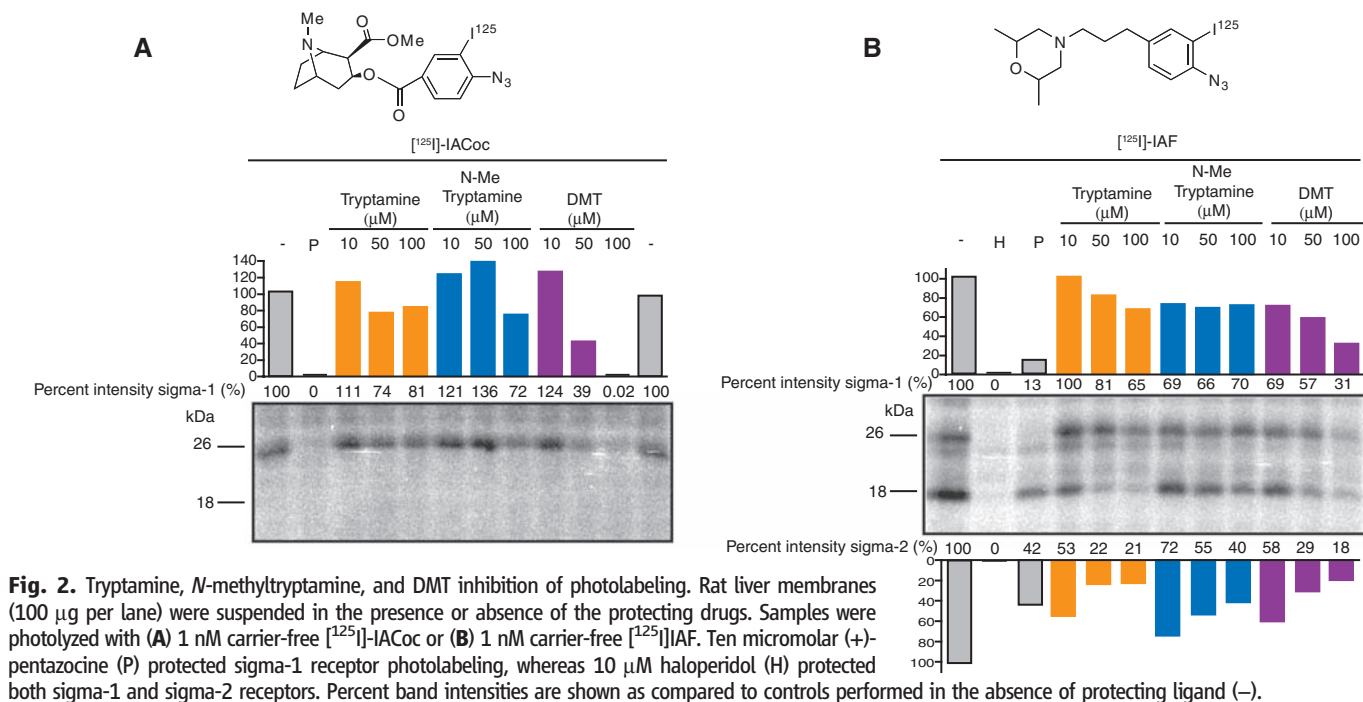 A
Me
N
O
OMe
O
O
I125
N3
[125I]-IACoc
Tryptamine (μM)
N-Me Tryptamine (μM)
DMT (μM)
- P 10 50 100 10 50 100 10 50 100 -
140
120
100
80
60
40
20
0
Percent intensity sigma-1 (%) 100 0 111 74 81 121 136 72 124 39 0.02 100
kDa
26
18
B
N
O
I125
N3
[125I]-IAF
Tryptamine (μM)
N-Me Tryptamine (μM)
DMT (μM)
- H P 10 50 100 10 50 100 10 50 100
100
80
60
40
20
0
Percent intensity sigma-1 (%) 100 0 13 100 81 65 69 66 70 69 57 31
kDa
26
18
Percent intensity sigma-2 (%) 100 0 42 53 22 21 72 55 40 58 29 18
0
20
40
60
80
100
Fig. 2. Tryptamine, N-methyltryptamine, and DMT inhibition of photolabeling. Rat liver membranes
(100 μg per lane) were suspended in the presence or absence of the protecting drugs. Samples were
photolyzed with (A) 1 nM carrier-free [125I]-IACoc or (B) 1 nM carrier-free [125I]IAF. Ten micromolar (+)-
pentazocine (P) protected sigma-1 receptor photolabeling, whereas 10 μM haloperidol (H) protected
both sigma-1 and sigma-2 receptors. Percent band intensities are shown as compared to controls performed in the absence of protecting ligand (–).